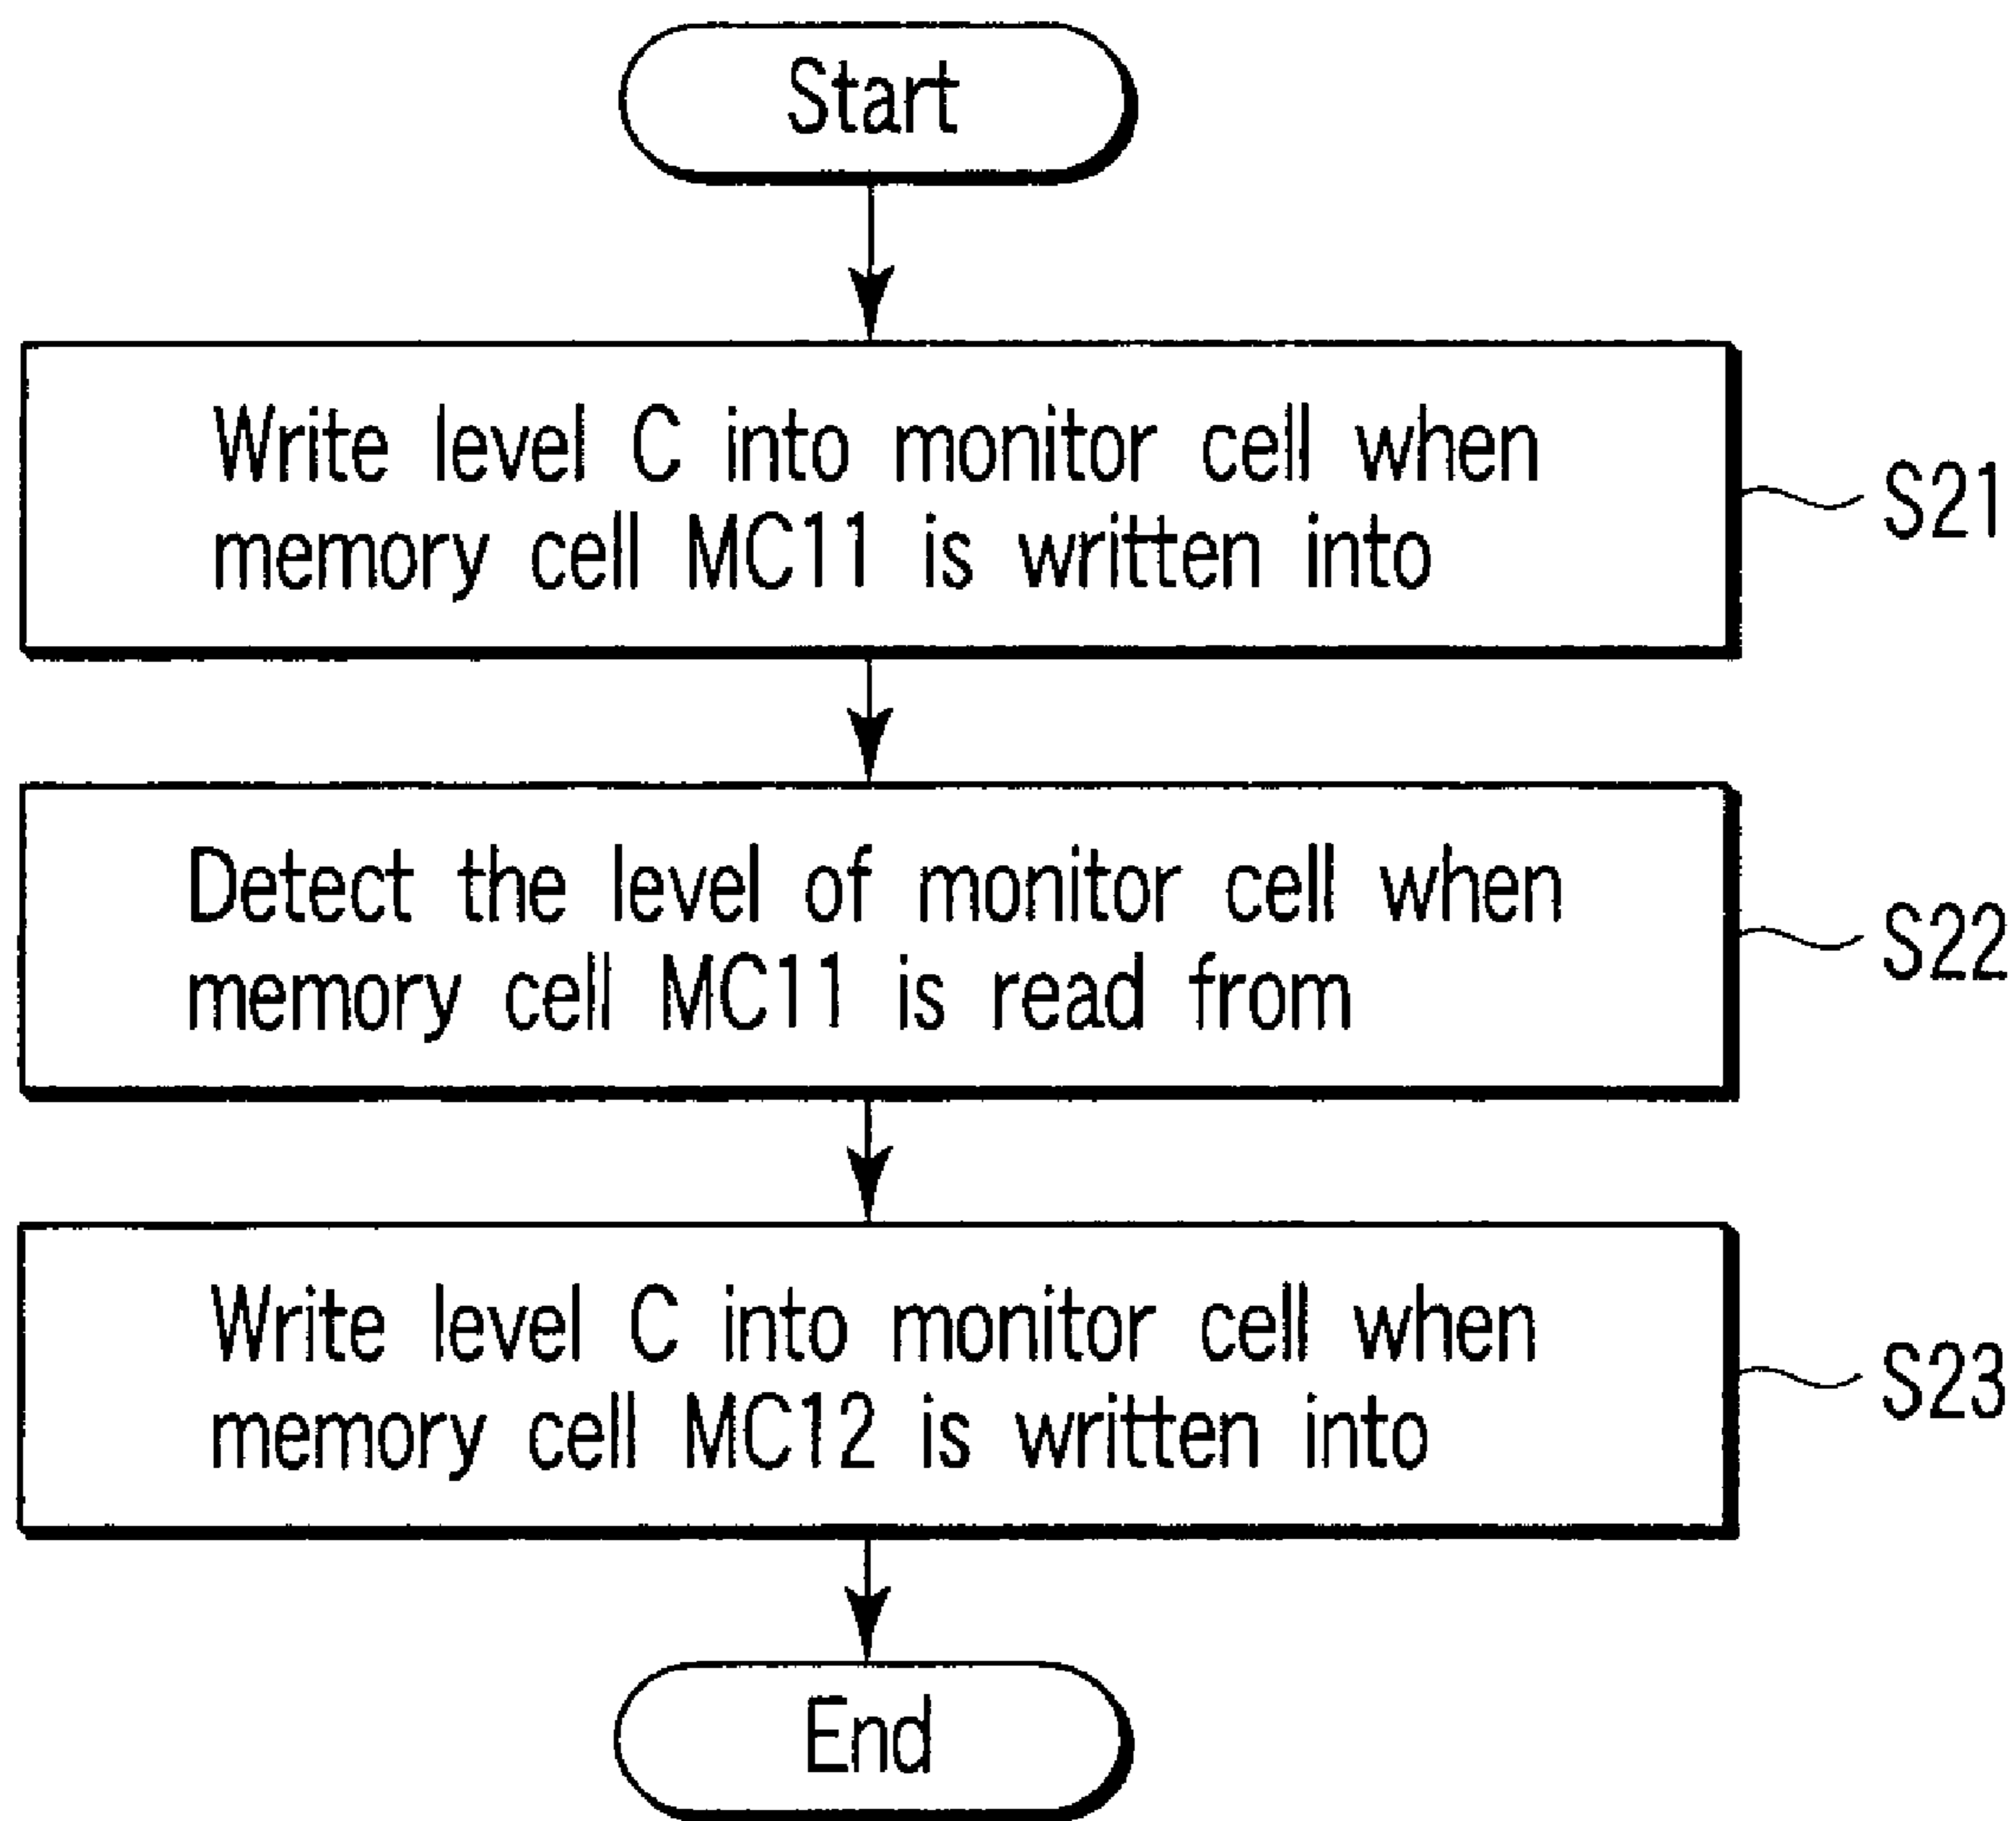 Start
Write level C into monitor cell when
memory cell MC11 is written into
S21
Detect the level of monitor cell when
memory cell MC11 is read from
S22
Write level C into monitor cell when
memory cell MC12 is written into
S23
End